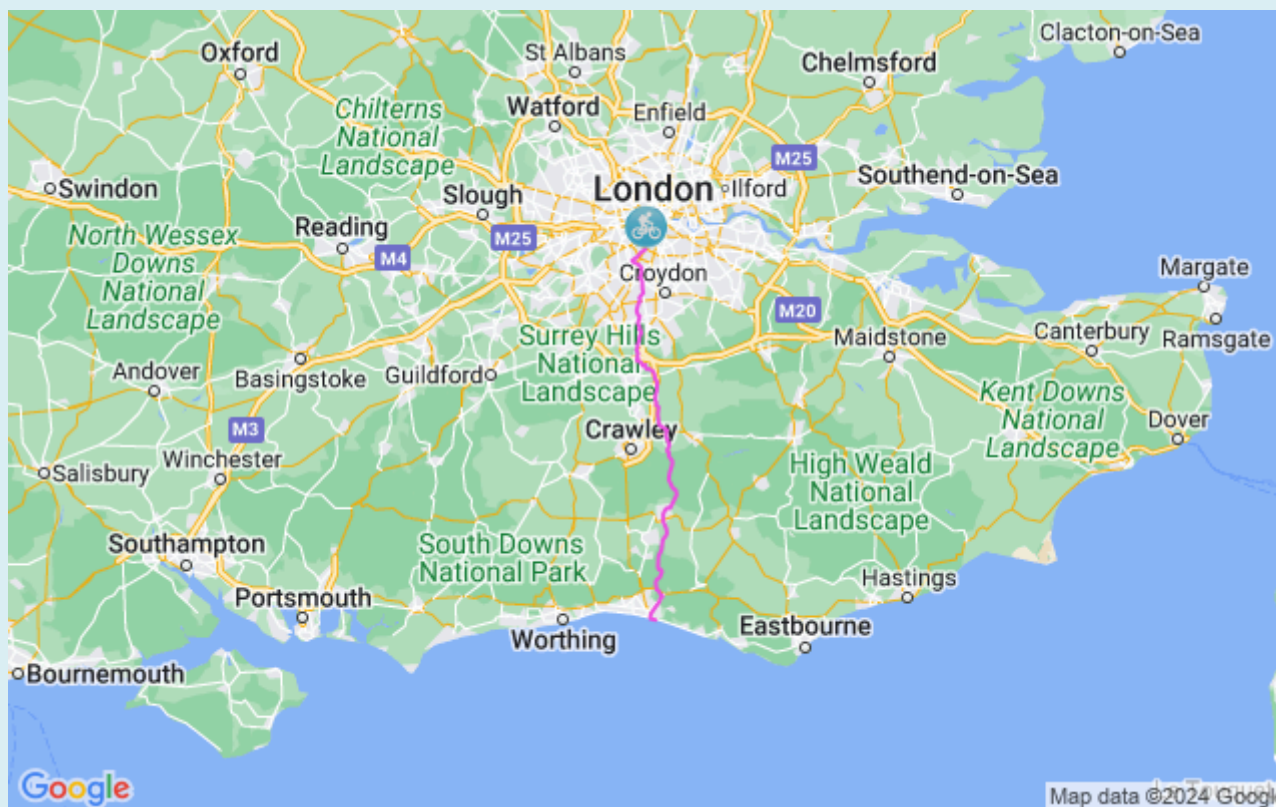 Clacton-on-Sea
Oxford
St Albans
Chelmsford
Chilterns
National
Landscape
Watford
Enfield
M25
Swindon
Slough
London
Ilford
Southend-on-Sea
North Wessex
Downs
National
Landscape
Reading
M25
M4
Croydon
Margate
M20
Ramsgate
Surrey Hills
National
Landscape
Maidstone
Canterbury
Andover
Basingstoke
Guildford
Kent Downs
National
Landscape
Dover
M3
Crawley
Salisbury
Winchester
High Weald
National
Landscape
Southampton
South Downs
National Park
Hastings
Portsmouth
Worthing
Eastbourne
Bournemouth
Google
Map data ©2024 Google